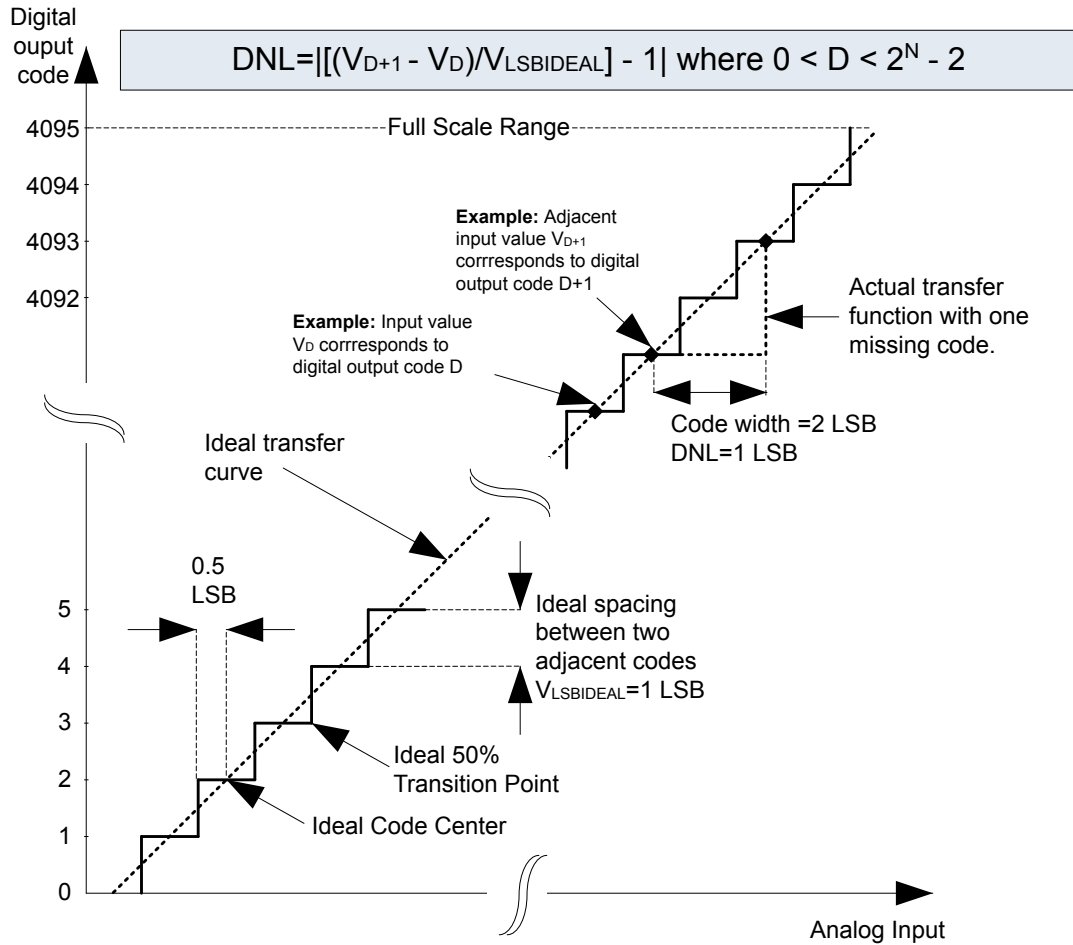 Digital
ouput
code
DNL=|[(VD+1 - VD)/VLSBIDEAL] - 1| where 0 < D < 2^N - 2
4095
Full Scale Range
4094
4093
4092
Example: Adjacent
input value VD+1
corrresponds to digital
output code D+1
Example: Input value
VD corrresponds to
digital output code D
Actual transfer
function with one
missing code.
Code width =2 LSB
DNL=1 LSB
Ideal transfer
curve
0.5
LSB
5
4
3
2
1
0
Ideal spacing
between two
adjacent codes
VLSBIDEAL=1 LSB
Ideal 50%
Transition Point
Ideal Code Center
Analog Input